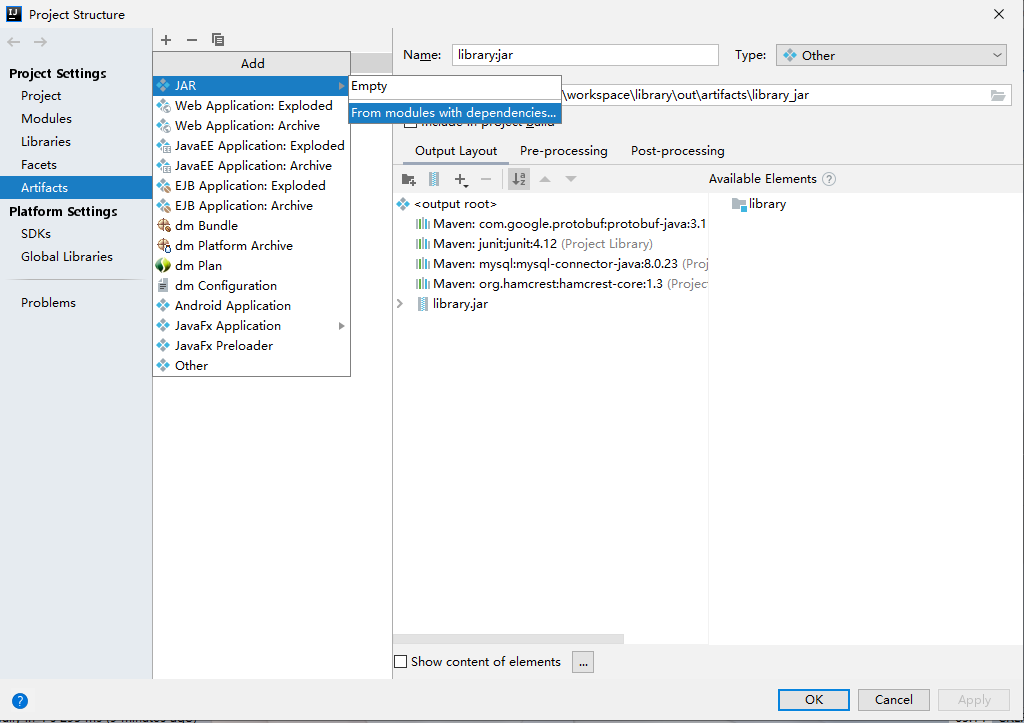 Project Structure
Project Settings
Project
Modules
Libraries
Facets
Artifacts
Platform Settings
SDKs
Global Libraries
Problems
Add
JAR
Web Application: Exploded
Web Application: Archive
JavaEE Application: Exploded
JavaEE Application: Archive
EJB Application: Exploded
EJB Application: Archive
dm Bundle
dm Platform Archive
dm Plan
dm Configuration
Android Application
JavaFx Application
JavaFx Preloader
Other
Empty
From modules with dependencies...
Name: library:jar Type: Other
\workspace\library\out\artifacts\library_jar
Include in project build
Output Layout Pre-processing Post-processing
Available Elements ?
<output root>
Maven: com.google.protobuf:protobuf-java:3.1
Maven: junit:junit:4.12 (Project Library)
Maven: mysql:mysql-connector-java:8.0.23 (Proj
Maven: org.hamcrest:hamcrest-core:1.3 (Project
library.jar
library
Show content of elements ...
? OK Cancel Apply